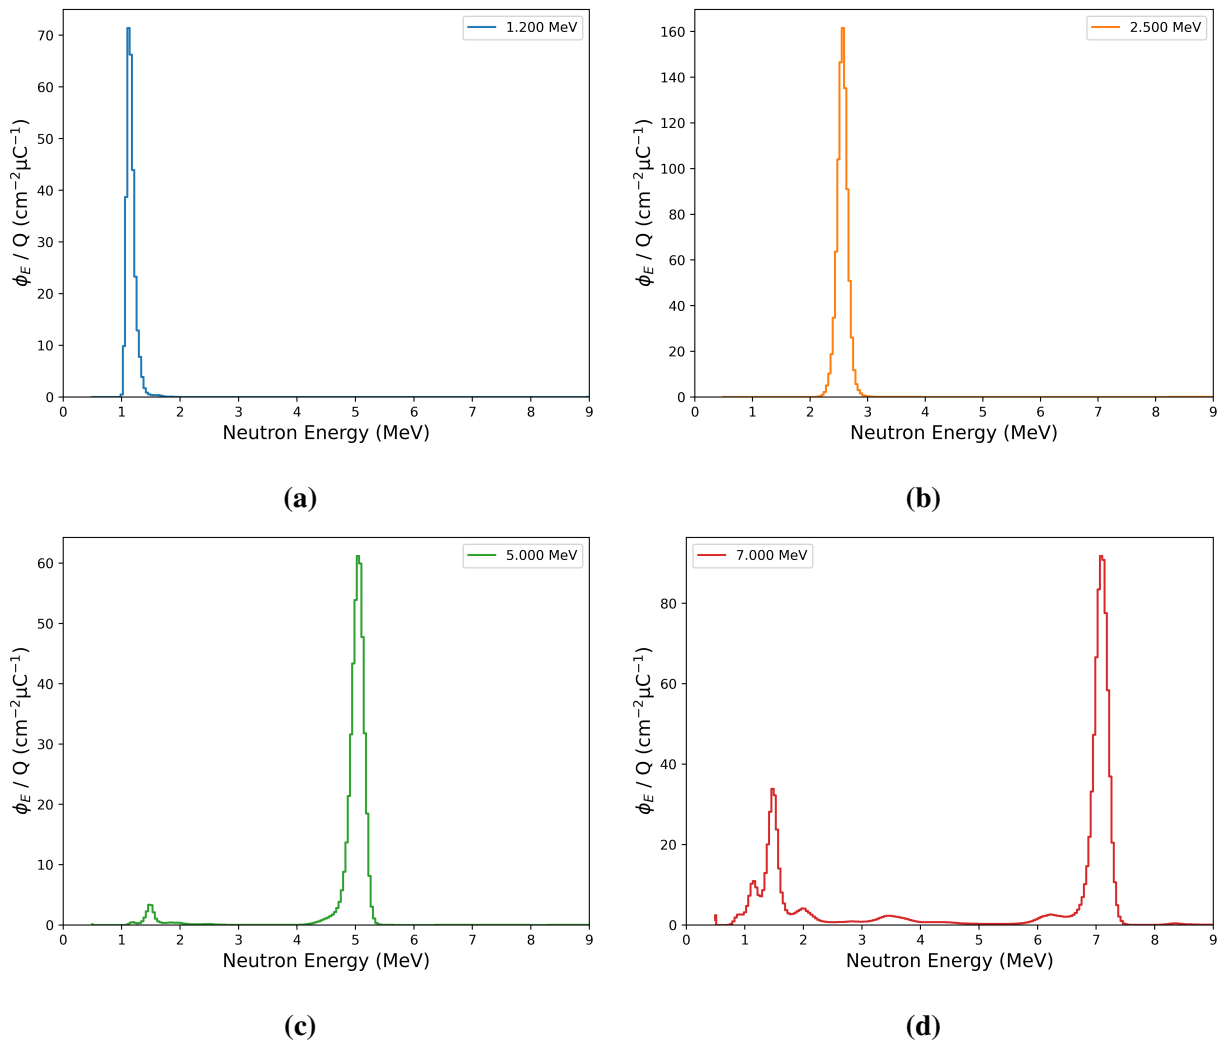 1.200 MeV
70
60
50
40
30
20
10
0
ϕ_E / Q (cm⁻²μC⁻¹)
0 1 2 3 4 5 6 7 8 9
Neutron Energy (MeV)
(a)
2.500 MeV
160
140
120
100
80
60
40
20
0
ϕ_E / Q (cm⁻²μC⁻¹)
0 1 2 3 4 5 6 7 8 9
Neutron Energy (MeV)
(b)
5.000 MeV
60
50
40
30
20
10
0
ϕ_E / Q (cm⁻²μC⁻¹)
0 1 2 3 4 5 6 7 8 9
Neutron Energy (MeV)
(c)
7.000 MeV
80
60
40
20
0
ϕ_E / Q (cm⁻²μC⁻¹)
0 1 2 3 4 5 6 7 8 9
Neutron Energy (MeV)
(d)